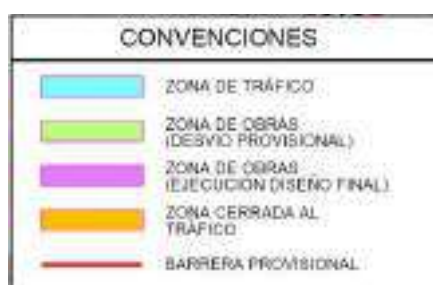 CONVENCIONES
ZONA DE TRÁFICO
ZONA DE OBRAS
(DESVIO PROVISIONAL)
ZONA DE OBRAS
(EJECUCION DISEÑO FINAL)
ZONA CERRADA AL
TRÁFICO
BARRERA PROVISIONAL